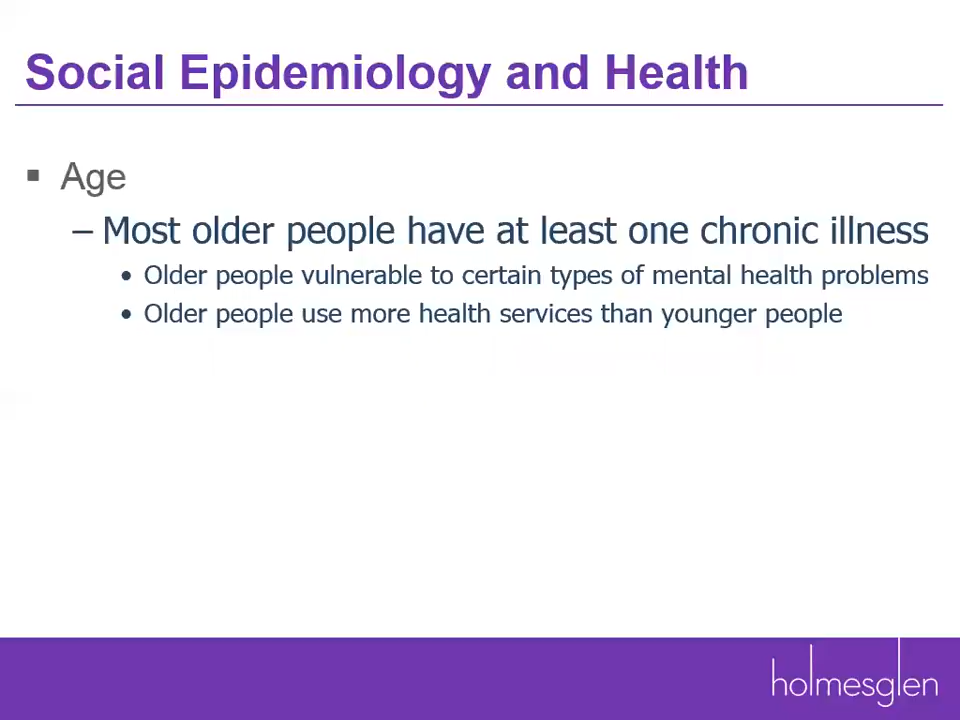 Social Epidemiology and Health
▪ Age
– Most older people have at least one chronic illness
• Older people vulnerable to certain types of mental health problems
• Older people use more health services than younger people
holmesglen